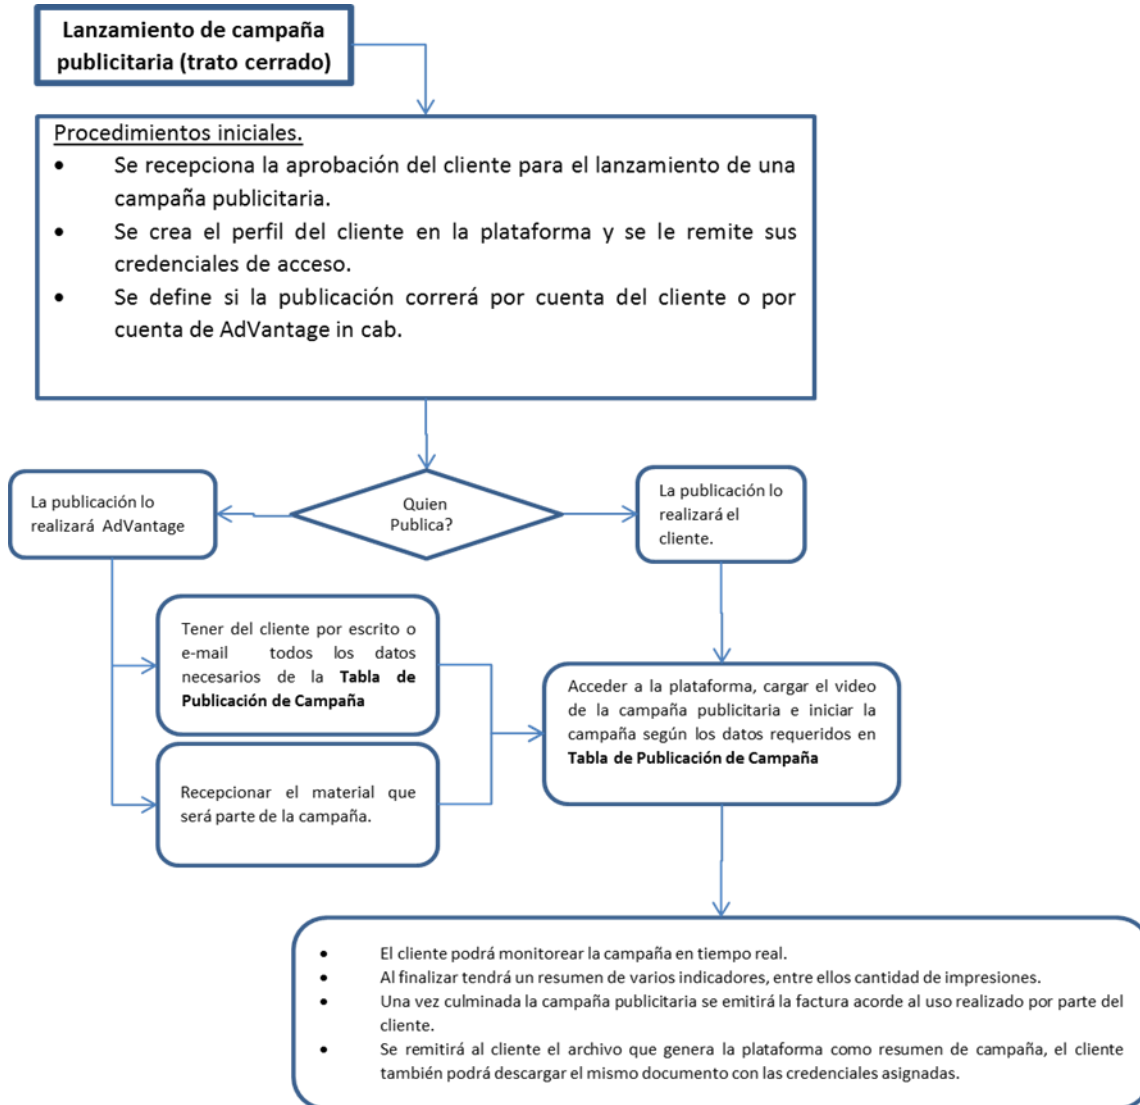 Lanzamiento de campaña
publicitaria (trato cerrado)
Procedimientos iniciales.
• Se recepciona la aprobación del cliente para el lanzamiento de una
campaña publicitaria.
• Se crea el perfil del cliente en la plataforma y se le remite sus
credenciales de acceso.
• Se define si la publicación correrá por cuenta del cliente o por
cuenta de AdVantage in cab.
La publicación lo
realizará AdVantage
Quien
Publica?
La publicación lo
realizará el
cliente.
Tener del cliente por escrito o
e-mail todos los datos
necesarios de la Tabla de
Publicación de Campaña
Recepcionar el material que
será parte de la campaña.
Acceder a la plataforma, cargar el video
de la campaña publicitaria e iniciar la
campaña según los datos requeridos en
Tabla de Publicación de Campaña
• El cliente podrá monitorear la campaña en tiempo real.
• Al finalizar tendrá un resumen de varios indicadores, entre ellos cantidad de impresiones.
• Una vez culminada la campaña publicitaria se emitirá la factura acorde al uso realizado por parte del
cliente.
• Se remitirá al cliente el archivo que genera la plataforma como resumen de campaña, el cliente
también podrá descargar el mismo documento con las credenciales asignadas.